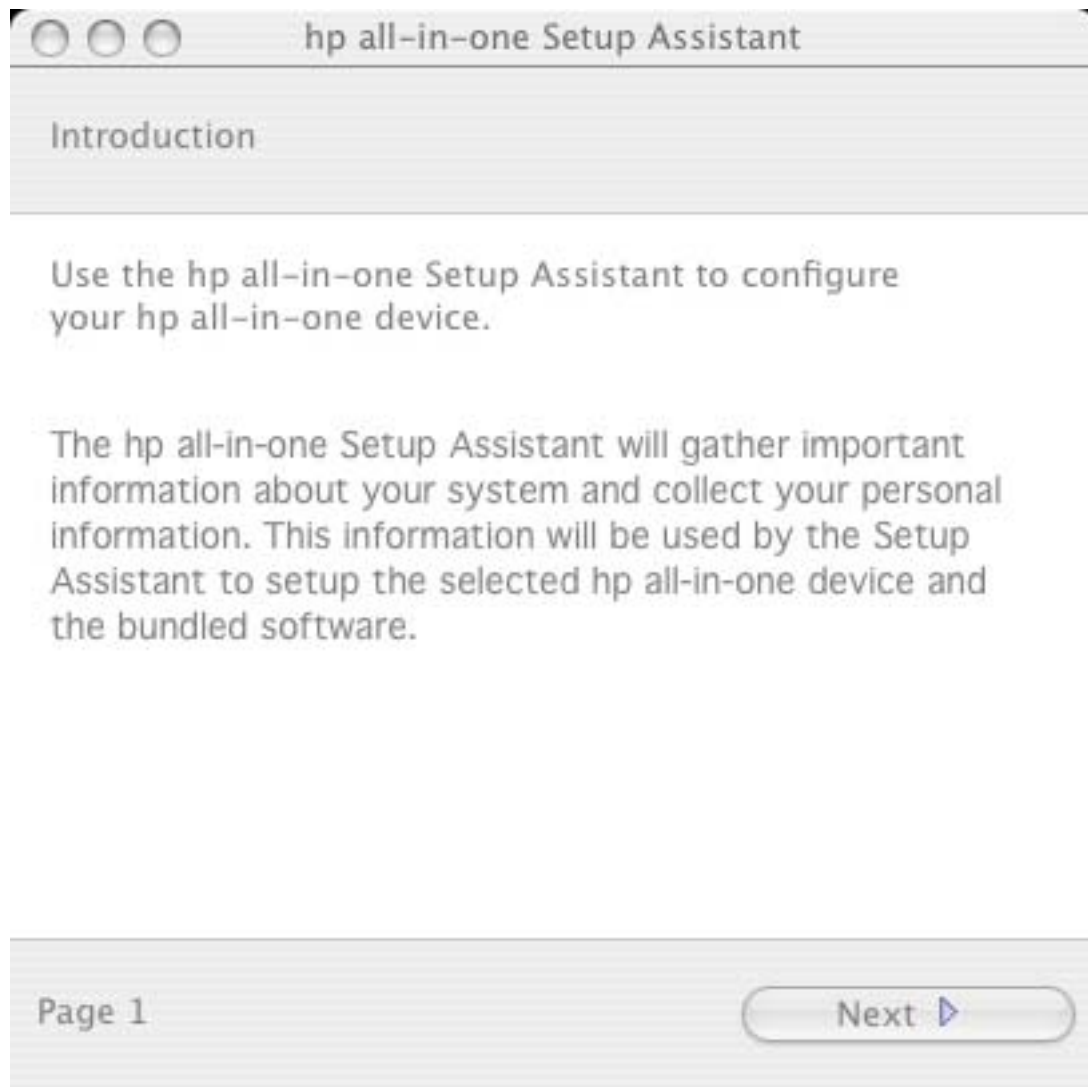 hp all-in-one Setup Assistant
Introduction
Use the hp all-in-one Setup Assistant to configure
your hp all-in-one device.
The hp all-in-one Setup Assistant will gather important
information about your system and collect your personal
information. This information will be used by the Setup
Assistant to setup the selected hp all-in-one device and
the bundled software.
Page 1
Next